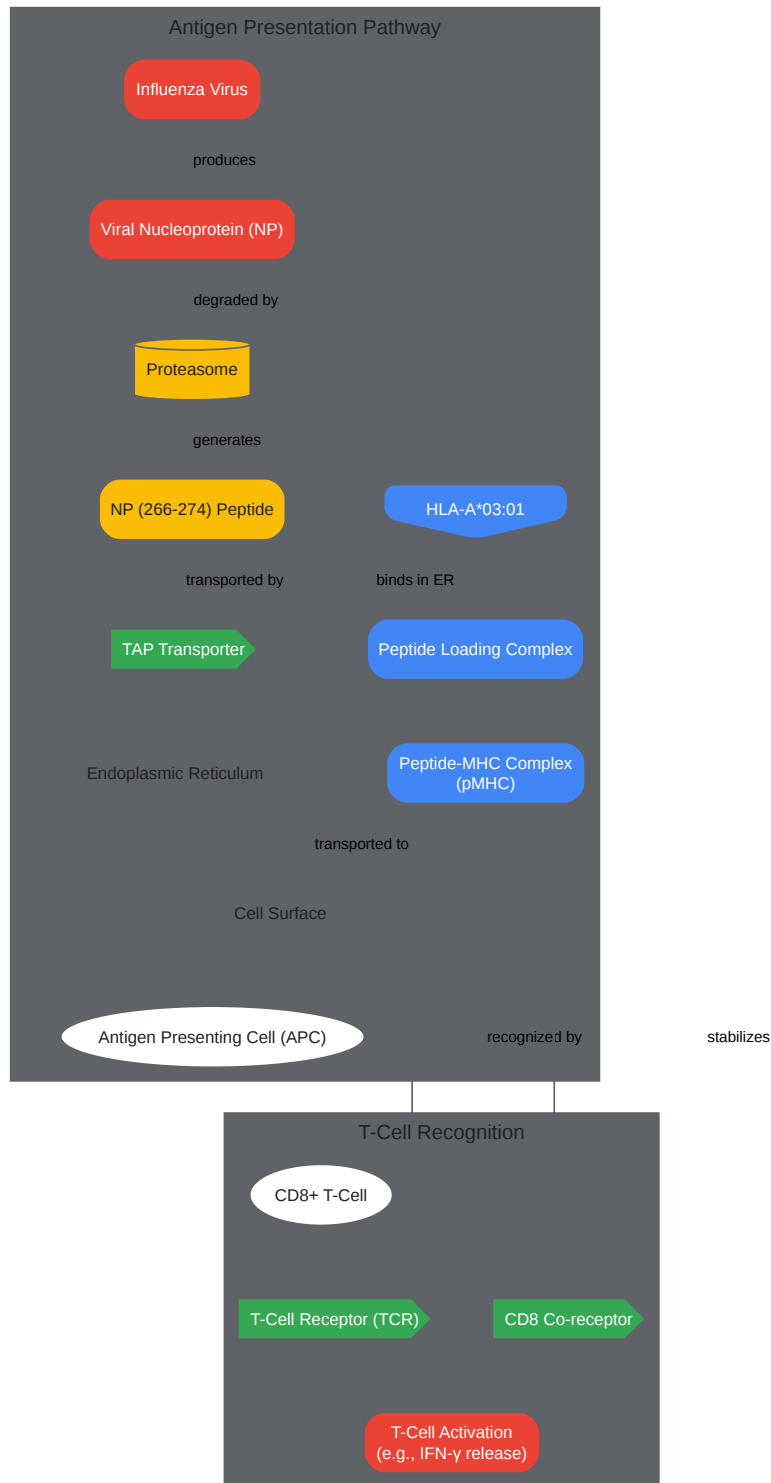 Antigen Presentation Pathway
Influenza Virus
produces
Viral Nucleoprotein (NP)
degraded by
Proteasome
generates
NP (266-274) Peptide
HLA-A*03:01
transported by
binds in ER
TAP Transporter
Peptide Loading Complex
Endoplasmic Reticulum
Peptide-MHC Complex
(pMHC)
transported to
Cell Surface
Antigen Presenting Cell (APC)
recognized by
stabilizes
T-Cell Recognition
CD8+ T-Cell
T-Cell Receptor (TCR)
CD8 Co-receptor
T-Cell Activation
(e.g., IFN-γ release)